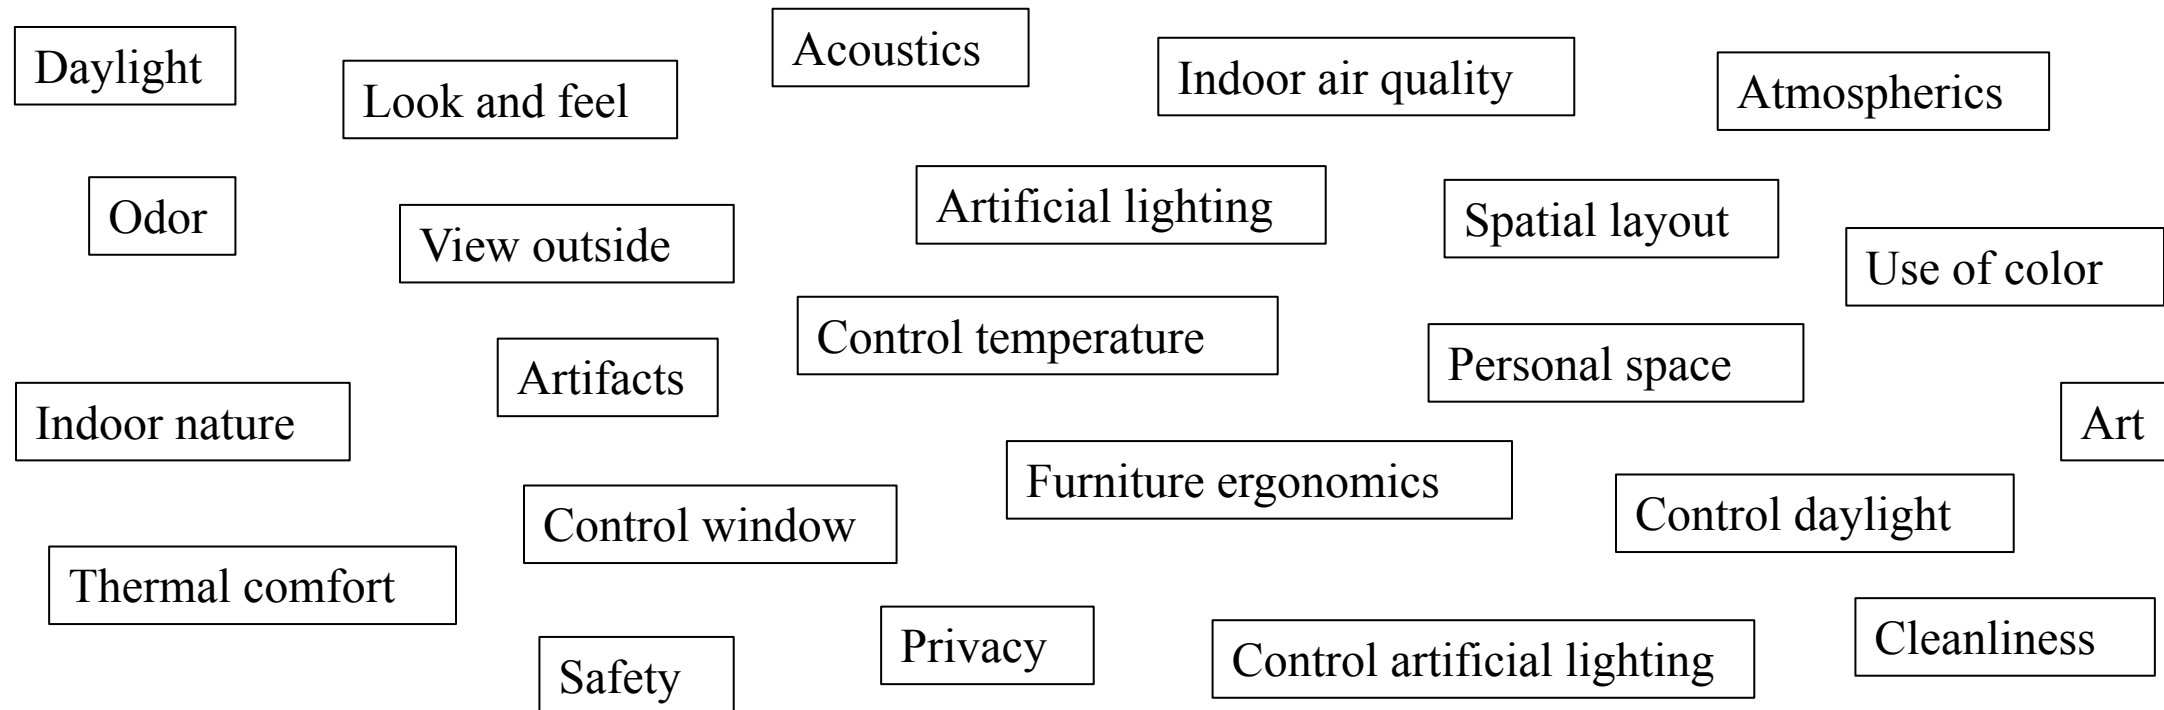 Daylight
Look and feel
Acoustics
Indoor air quality
Atmospherics
Odor
View outside
Artificial lighting
Spatial layout
Use of color
Control temperature
Artifacts
Personal space
Indoor nature
Art
Furniture ergonomics
Control window
Control daylight
Thermal comfort
Safety
Privacy
Control artificial lighting
Cleanliness